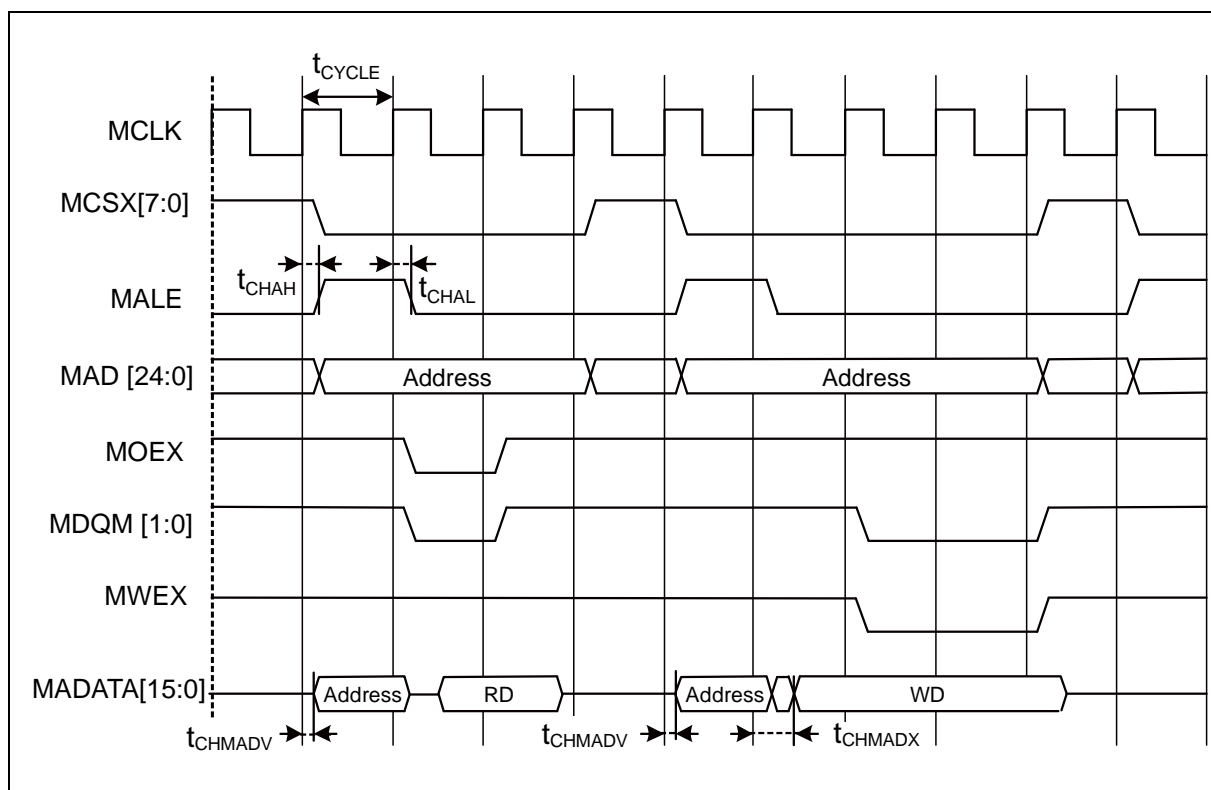 tCYCLE
MCLK
MCSX[7:0]
tCHAH
tCHAL
MALE
MAD [24:0]
Address
Address
MOEX
MDQM [1:0]
MWEX
MADATA[15:0]
Address
RD
Address
WD
tCHMADV
tCHMADV
tCHMADX